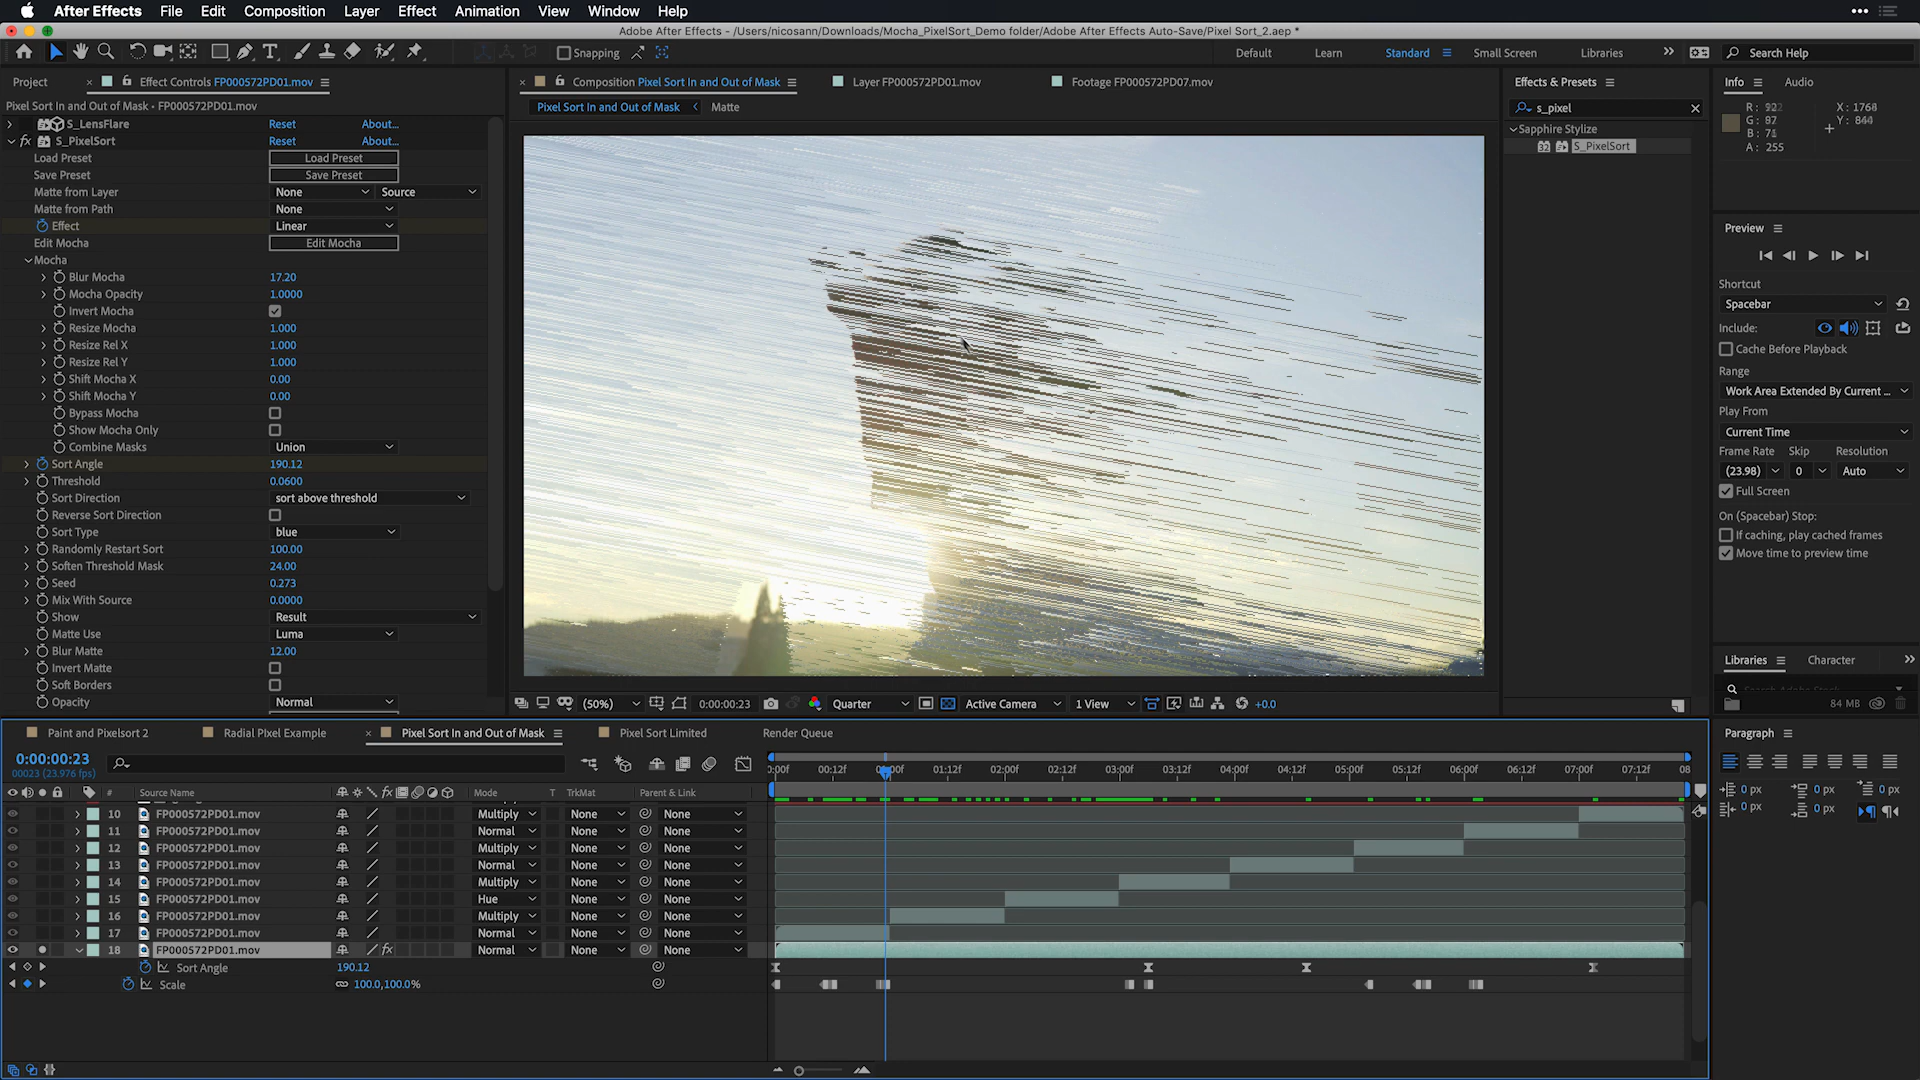 After Effects File Edit Composition Layer Effect Animation View Window Help
Adobe After Effects - /Users/nicosann/Downloads/Mocha_PixelSort_Demo folder/Adobe After Effects Auto-Save/Pixel Sort_2.aep *
Snapping Default Learn Standard Small Screen Libraries Search Help
Project Effect Controls FP000572PD01.mov Composition Pixel Sort In and Out of Mask Layer FP000572PD01.mov Footage FP000572PD07.mov Effects & Presets Info Audio
Pixel Sort In and Out of Mask • FP000572PD01.mov Pixel Sort In and Out of Mask Matte s_pixel
S_LensFlare Reset About...
fx S_PixelSort Reset About...
Load Preset Load Preset
Save Preset Save Preset
Matte from Layer None Source
Matte from Path None
Effect Linear
Edit Mocha Edit Mocha
Mocha
Blur Mocha 17.20
Mocha Opacity 1.0000
Invert Mocha
Resize Mocha 1.000
Resize Rel X 1.000
Resize Rel Y 1.000
Shift Mocha X 0.00
Shift Mocha Y 0.00
Bypass Mocha
Show Mocha Only
Combine Masks Union
Sort Angle 190.12
Threshold 0.0600
Sort Direction sort above threshold
Reverse Sort Direction
Sort Type blue
Randomly Restart Sort 100.00
Soften Threshold Mask 24.00
Seed 0.273
Mix With Source 0.0000
Show Result
Matte Use Luma
Blur Matte 12.00
Invert Matte
Soft Borders
Opacity Normal
Sapphire Stylize
32 S_PixelSort
R: X: 1768
G: Y: 844
B: 71
A: 255
Preview
Shortcut
Spacebar
Include:
Cache Before Playback
Range
Work Area Extended By Current ...
Play From
Current Time
Frame Rate Skip Resolution
(23.98) 0 Auto
Full Screen
On (Spacebar) Stop:
If caching, play cached frames
Move time to preview time
Libraries Character
84 MB
(50%) 0:00:00:23 Quarter Active Camera 1 View +0.0
Paint and Pixelsort 2 Radial Pixel Example Pixel Sort In and Out of Mask Pixel Sort Limited Render Queue
Paragraph
0:00:00:23
00023 (23.976 fps)
00:12f 01:12f 02:00f 02:12f 03:00f 03:12f 04:00f 04:12f 05:00f 05:12f 06:00f 06:12f 07:00f 07:12f 08
# Source Name fx Mode T TrkMat Parent & Link
0 px 0 px 0 px
0 px 0 px
10 FP000572PD01.mov Multiply None None
11 FP000572PD01.mov Normal None None
12 FP000572PD01.mov Multiply None None
13 FP000572PD01.mov Normal None None
14 FP000572PD01.mov Multiply None None
15 FP000572PD01.mov Hue None None
16 FP000572PD01.mov Multiply None None
17 FP000572PD01.mov Normal None None
18 FP000572PD01.mov fx Normal None None
Sort Angle 190.12
Scale 100.0,100.0%